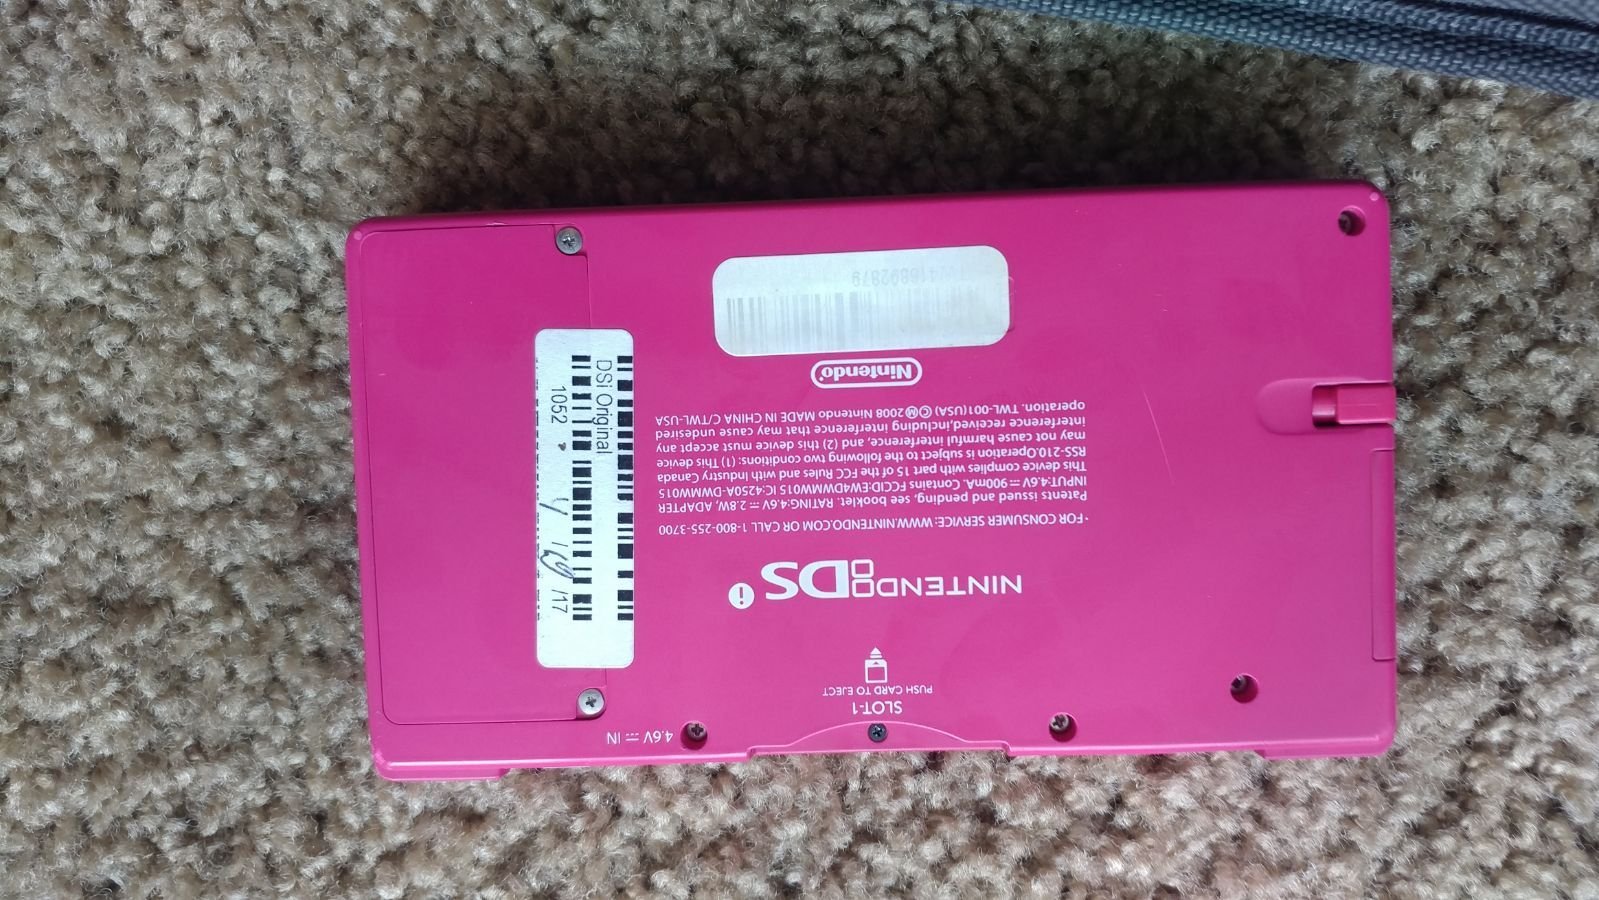 SLOT-1
PUSH CARD TO EJECT
4.6V ⎓ IN
NINTENDO DSi
*FOR CONSUMER SERVICE: WWW.NINTENDO.COM OR CALL 1-800-255-3700
Patents issued and pending, see booklet. RATING:4.6V ⎓ 2.8W, ADAPTER
INPUT:4.6V ⎓ 900mA. Contains FCCID:EW4DWMW015 IC:4250A-DWMW015
This device complies with part 15 of the FCC Rules and with Industry Canada
RSS-210.Operation is subject to the following two conditions: (1) This device
may not cause harmful interference, and (2) this device must accept any
interference received,including interference that may cause undesired
operation. TWL-001(USA) ©Ⓜ2008 Nintendo MADE IN CHINA C/TWL-USA
Nintendo®
DSi Original
1052
/17